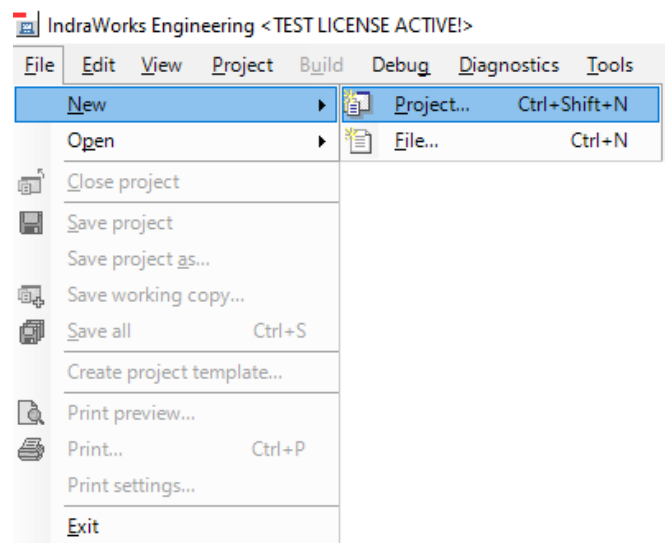 IndraWorks Engineering <TEST LICENSE ACTIVE!>
File Edit View Project Build Debug Diagnostics Tools
New Project... Ctrl+Shift+N
Open File... Ctrl+N
Close project
Save project
Save project as...
Save working copy...
Save all Ctrl+S
Create project template...
Print preview...
Print... Ctrl+P
Print settings...
Exit